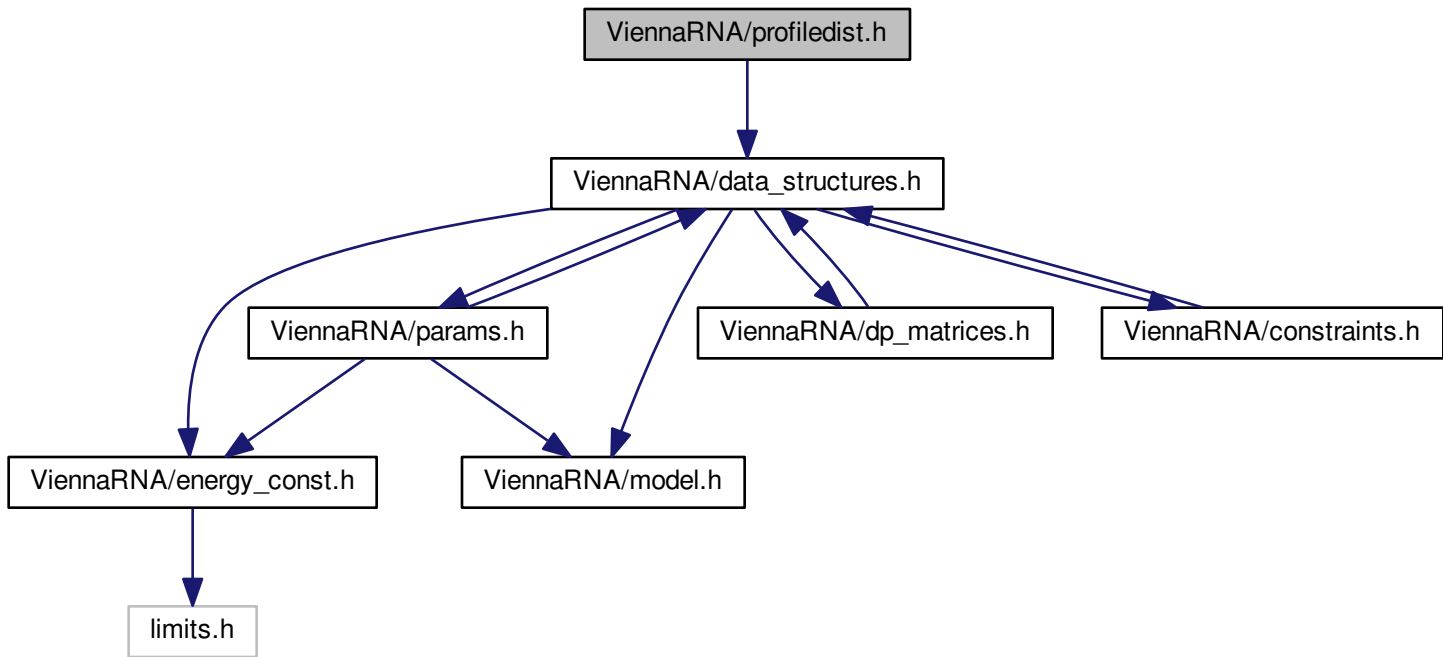 ViennaRNA/profiledist.h
ViennaRNA/data_structures.h
ViennaRNA/params.h
ViennaRNA/dp_matrices.h
ViennaRNA/constraints.h
ViennaRNA/energy_const.h
ViennaRNA/model.h
limits.h